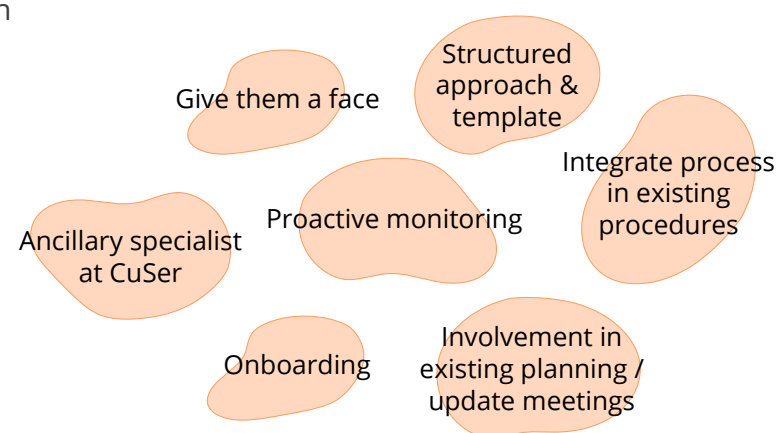 n
Give them a face
Structured
approach &
template
Integrate process
in existing
procedures
Ancillary specialist
at CuSer
Proactive monitoring
Onboarding
Involvement in
existing planning /
update meetings